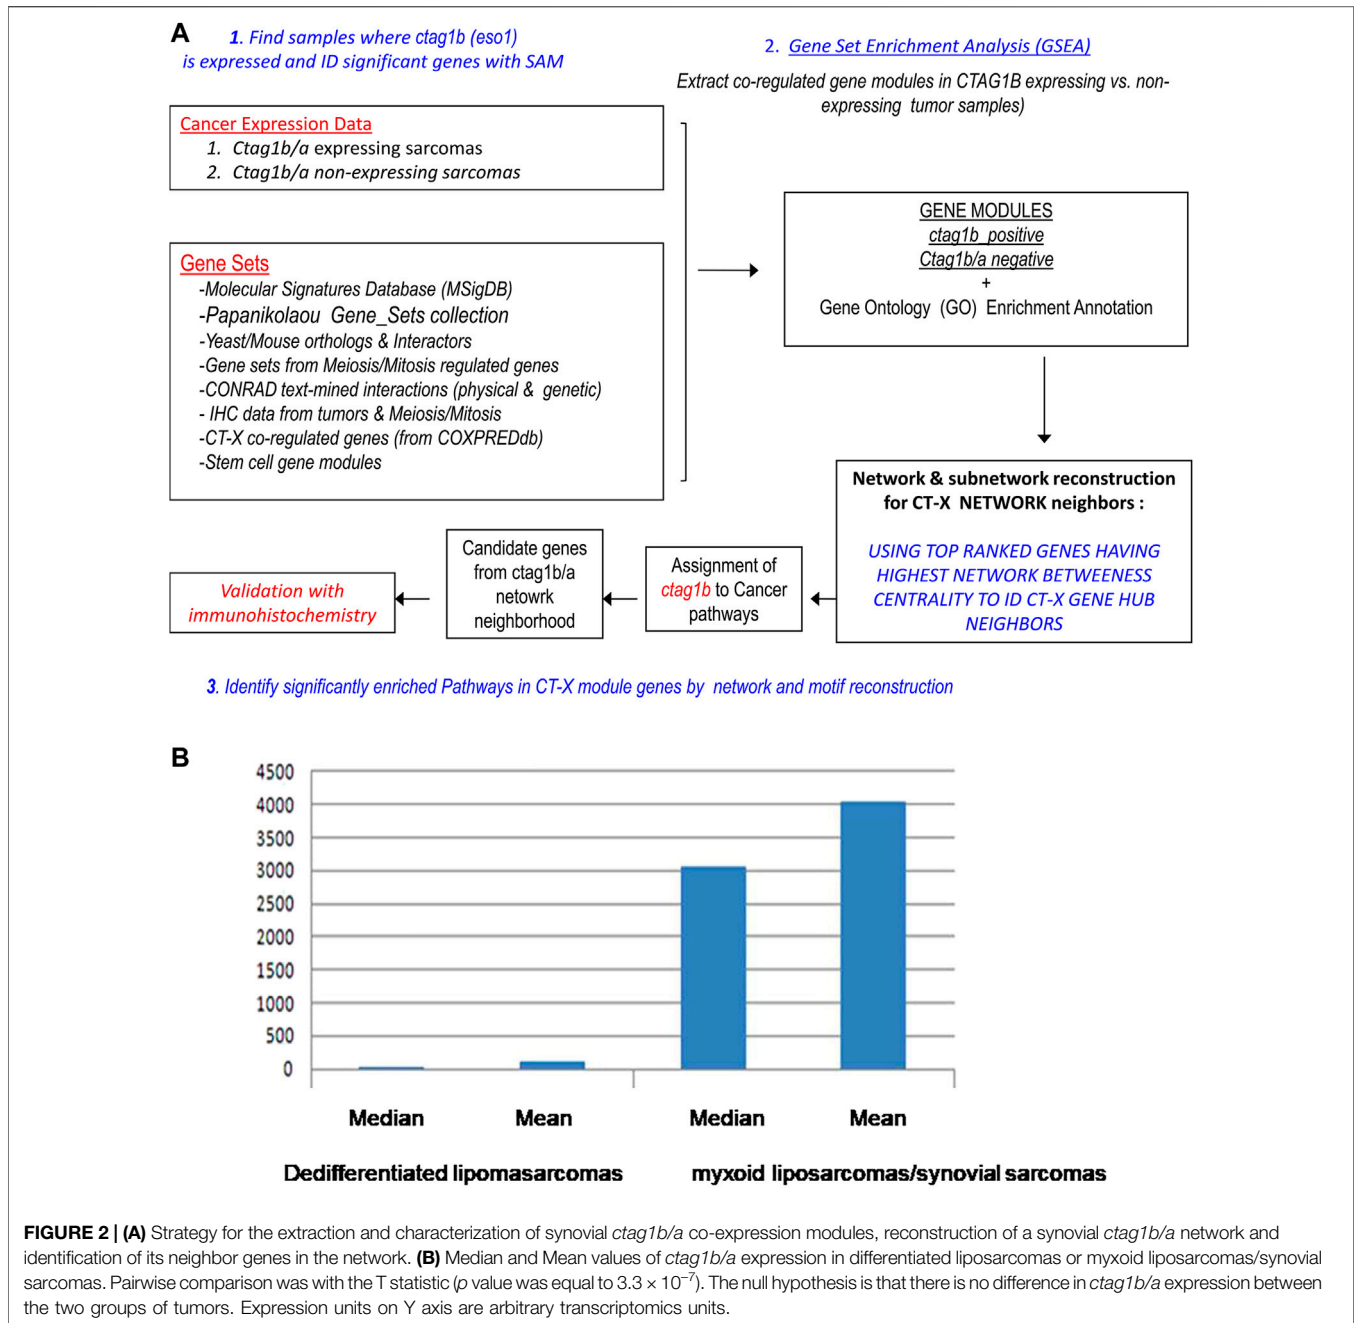 A
1. Find samples where ctag1b (eso1)
is expressed and ID significant genes with SAM
2. Gene Set Enrichment Analysis (GSEA)
Extract co-regulated gene modules in CTAG1B expressing vs. non-
expressing tumor samples)
Cancer Expression Data
1. Ctag1b/a expressing sarcomas
2. Ctag1b/a non-expressing sarcomas
Gene Sets
-Molecular Signatures Database (MSigDB)
-Papanikolaou Gene_Sets collection
-Yeast/Mouse orthologs & Interactors
-Gene sets from Meiosis/Mitosis regulated genes
-CONRAD text-mined interactions (physical & genetic)
- IHC data from tumors & Meiosis/Mitosis
-CT-X co-regulated genes (from COXPREDdb)
-Stem cell gene modules
GENE MODULES
ctag1b_positive
Ctag1b/a negative
+
Gene Ontology (GO) Enrichment Annotation
Network & subnetwork reconstruction
for CT-X NETWORK neighbors :
USING TOP RANKED GENES HAVING
HIGHEST NETWORK BETWEENESS
CENTRALITY TO ID CT-X GENE HUB
NEIGHBORS
Assignment of
ctag1b to Cancer
pathways
Candidate genes
from ctag1b/a
netowrk
neighborhood
Validation with
immunohistochemistry
3. Identify significantly enriched Pathways in CT-X module genes by network and motif reconstruction
B
4500
4000
3500
3000
2500
2000
1500
1000
500
0
Median Mean Median Mean
Dedifferentiated lipomasarcomas myxoid liposarcomas/synovial sarcomas
FIGURE 2 | (A) Strategy for the extraction and characterization of synovial ctag1b/a co-expression modules, reconstruction of a synovial ctag1b/a network and
identification of its neighbor genes in the network. (B) Median and Mean values of ctag1b/a expression in differentiated liposarcomas or myxoid liposarcomas/synovial
sarcomas. Pairwise comparison was with the T statistic (p value was equal to 3.3 × 10⁻⁷). The null hypothesis is that there is no difference in ctag1b/a expression between
the two groups of tumors. Expression units on Y axis are arbitrary transcriptomics units.